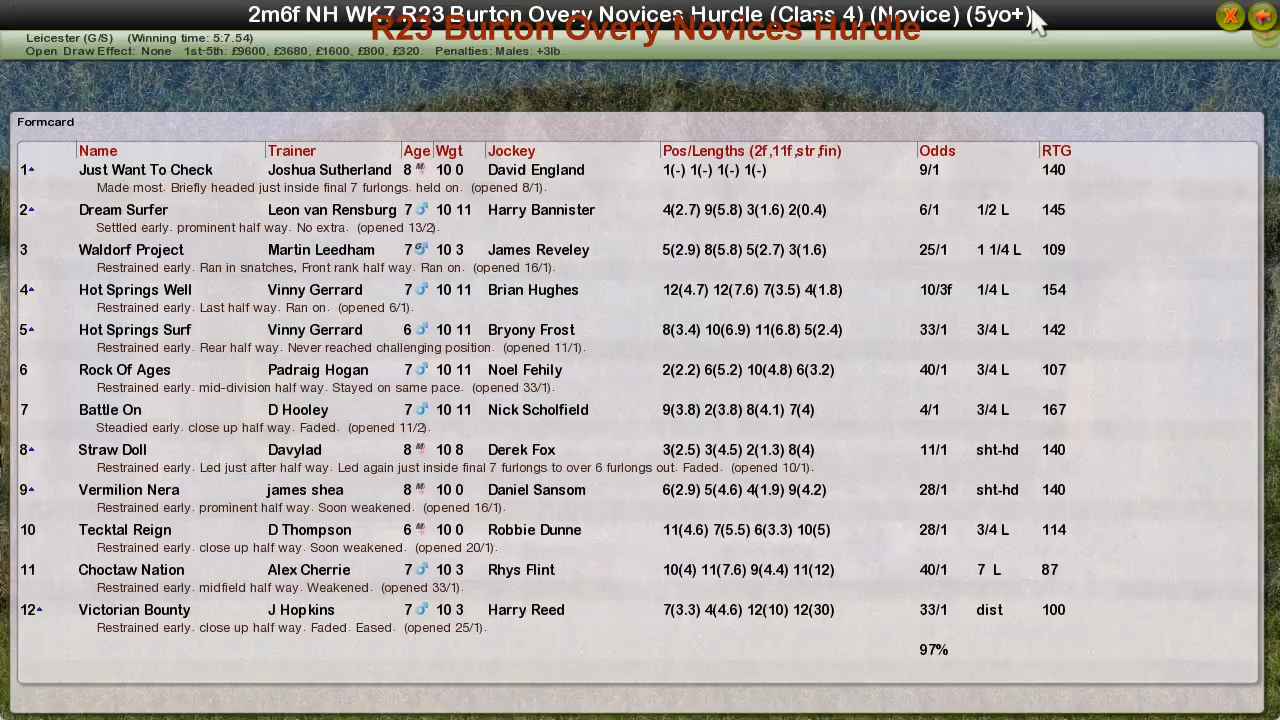 2m6f NH WK7 R23 Burton Overy Novices Hurdle (Class 4) (Novice) (5yo+)
R23 Burton Overy Novices Hurdle
Leicester (G/S) (Winning time: 5:7.54)
Open. Draw Effect: None 1st-5th: £9600, £3680, £1600, £800, £320. Penalties: Males: +3lb.
Formcard
Name Trainer Age Wgt Jockey Pos/Lengths (2f,11f,str,fin) Odds RTG
1 Just Want To Check Joshua Sutherland 8 M 10 0 David England 1(-) 1(-) 1(-) 1(-) 9/1 140
Made most. Briefly headed just inside final 7 furlongs. held on. (opened 8/1).
2 Dream Surfer Leon van Rensburg 7 10 11 Harry Bannister 4(2.7) 9(5.8) 3(1.6) 2(0.4) 6/1 1/2 L 145
Settled early. prominent half way. No extra. (opened 13/2).
3 Waldorf Project Martin Leedham 7 G 10 3 James Reveley 5(2.9) 8(5.8) 5(2.7) 3(1.6) 25/1 1 1/4 L 109
Restrained early. Ran in snatches, Front rank half way. Ran on. (opened 16/1).
4 Hot Springs Well Vinny Gerrard 7 10 11 Brian Hughes 12(4.7) 12(7.6) 7(3.5) 4(1.8) 10/3f 1/4 L 154
Restrained early. Last half way. Ran on. (opened 6/1).
5 Hot Springs Surf Vinny Gerrard 6 10 11 Bryony Frost 8(3.4) 10(6.9) 11(6.8) 5(2.4) 33/1 3/4 L 142
Restrained early. Rear half way. Never reached challenging position. (opened 11/1).
6 Rock Of Ages Padraig Hogan 7 10 11 Noel Fehily 2(2.2) 6(5.2) 10(4.8) 6(3.2) 40/1 3/4 L 107
Restrained early. mid-division half way. Stayed on same pace. (opened 33/1).
7 Battle On D Hooley 7 10 11 Nick Scholfield 9(3.8) 2(3.8) 8(4.1) 7(4) 4/1 3/4 L 167
Steadied early. close up half way. Faded. (opened 11/2).
8 Straw Doll Davylad 8 M 10 8 Derek Fox 3(2.5) 3(4.5) 2(1.3) 8(4) 11/1 sht-hd 140
Restrained early. Led just after half way. Led again just inside final 7 furlongs to over 6 furlongs out. Faded. (opened 10/1).
9 Vermilion Nera james shea 8 M 10 0 Daniel Sansom 6(2.9) 5(4.6) 4(1.9) 9(4.2) 28/1 sht-hd 140
Restrained early. prominent half way. Soon weakened. (opened 16/1).
10 Tecktal Reign D Thompson 6 M 10 0 Robbie Dunne 11(4.6) 7(5.5) 6(3.3) 10(5) 28/1 3/4 L 114
Restrained early. close up half way. Soon weakened. (opened 20/1).
11 Choctaw Nation Alex Cherrie 7 10 3 Rhys Flint 10(4) 11(7.6) 9(4.4) 11(12) 40/1 7 L 87
Restrained early. midfield half way. Weakened. (opened 33/1).
12 Victorian Bounty J Hopkins 7 10 3 Harry Reed 7(3.3) 4(4.6) 12(10) 12(30) 33/1 dist 100
Restrained early. close up half way. Faded. Eased. (opened 25/1).
97%